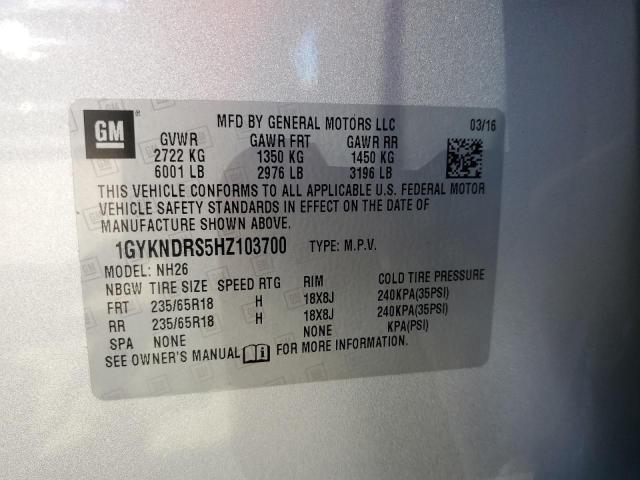 GM
MFD BY GENERAL MOTORS LLC 03/16
GVWR GAWR FRT GAWR RR
2722 KG 1350 KG 1450 KG
6001 LB 2976 LB 3196 LB
THIS VEHICLE CONFORMS TO ALL APPLICABLE U.S. FEDERAL MOTOR
VEHICLE SAFETY STANDARDS IN EFFECT ON THE DATE OF
MANUFACTURE SHOWN ABOVE.
1GYKNDRS5HZ103700 TYPE: M.P.V.
MODEL: NH26
NBGW TIRE SIZE SPEED RTG RIM COLD TIRE PRESSURE
FRT 235/65R18 H 18X8J 240KPA(35PSI)
RR 235/65R18 H 18X8J 240KPA(35PSI)
SPA NONE NONE KPA(PSI)
SEE OWNER'S MANUAL FOR MORE INFORMATION.